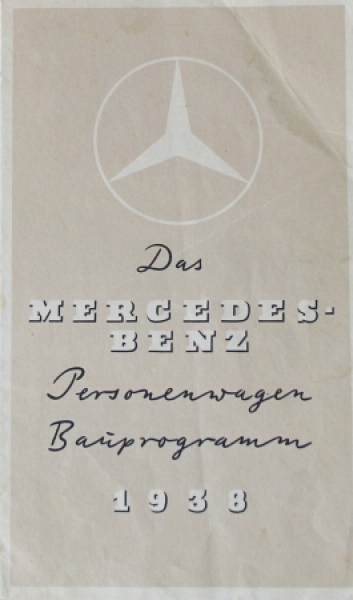 Das
MERCEDES-
BENZ
Personenwagen
Bauprogramm
1938